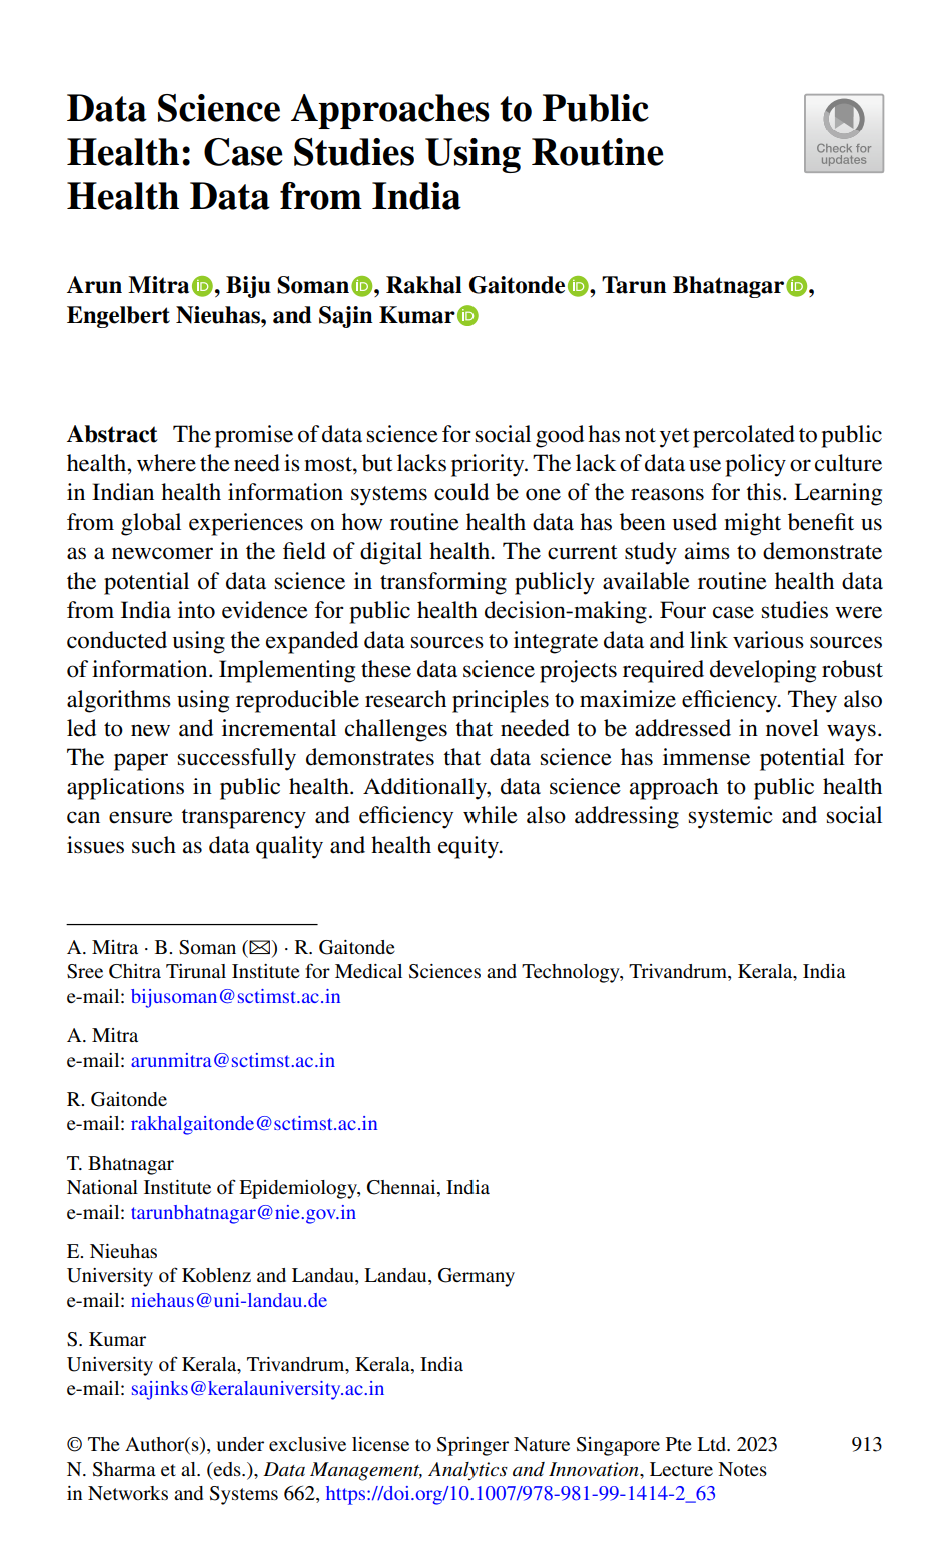 Data Science Approaches to Public
Health: Case Studies Using Routine
Health Data from India
Check for
updates
Arun Mitra, Biju Soman, Rakhal Gaitonde, Tarun Bhatnagar,
Engelbert Nieuhas, and Sajin Kumar
Abstract The promise of data science for social good has not yet percolated to public
health, where the need is most, but lacks priority. The lack of data use policy or culture
in Indian health information systems could be one of the reasons for this. Learning
from global experiences on how routine health data has been used might benefit us
as a newcomer in the field of digital health. The current study aims to demonstrate
the potential of data science in transforming publicly available routine health data
from India into evidence for public health decision-making. Four case studies were
conducted using the expanded data sources to integrate data and link various sources
of information. Implementing these data science projects required developing robust
algorithms using reproducible research principles to maximize efficiency. They also
led to new and incremental challenges that needed to be addressed in novel ways.
The paper successfully demonstrates that data science has immense potential for
applications in public health. Additionally, data science approach to public health
can ensure transparency and efficiency while also addressing systemic and social
issues such as data quality and health equity.
A. Mitra · B. Soman (✉) · R. Gaitonde
Sree Chitra Tirunal Institute for Medical Sciences and Technology, Trivandrum, Kerala, India
e-mail: bijusoman@sctimst.ac.in
A. Mitra
e-mail: arunmitra@sctimst.ac.in
R. Gaitonde
e-mail: rakhalgaitonde@sctimst.ac.in
T. Bhatnagar
National Institute of Epidemiology, Chennai, India
e-mail: tarunbhatnagar@nie.gov.in
E. Nieuhas
University of Koblenz and Landau, Landau, Germany
e-mail: niehaus@uni-landau.de
S. Kumar
University of Kerala, Trivandrum, Kerala, India
e-mail: sajinks@keralauniversity.ac.in
© The Author(s), under exclusive license to Springer Nature Singapore Pte Ltd. 2023 913
N. Sharma et al. (eds.), Data Management, Analytics and Innovation, Lecture Notes
in Networks and Systems 662, https://doi.org/10.1007/978-981-99-1414-2_63